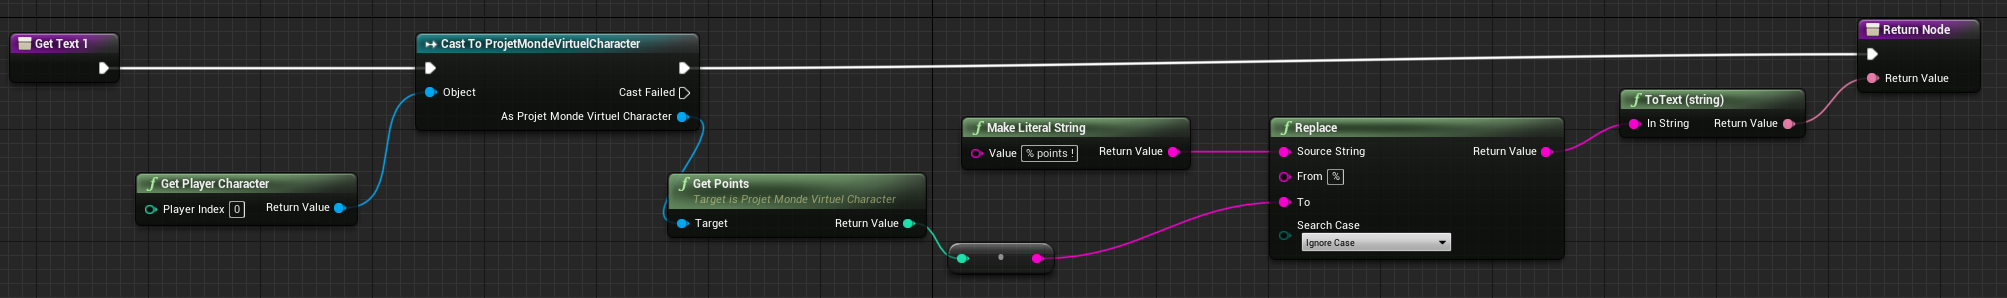 Get Text 1
Cast To ProjetMondeVirtuelCharacter
Object
Cast Failed
As Projet Monde Virtuel Character
Get Player Character
Player Index 0
Return Value
Get Points
Target is Projet Monde Virtuel Character
Target
Return Value
Make Literal String
Value % points !
Return Value
Replace
Source String
Return Value
From %
To
Search Case
Ignore Case
ToText (string)
In String
Return Value
Return Node
Return Value